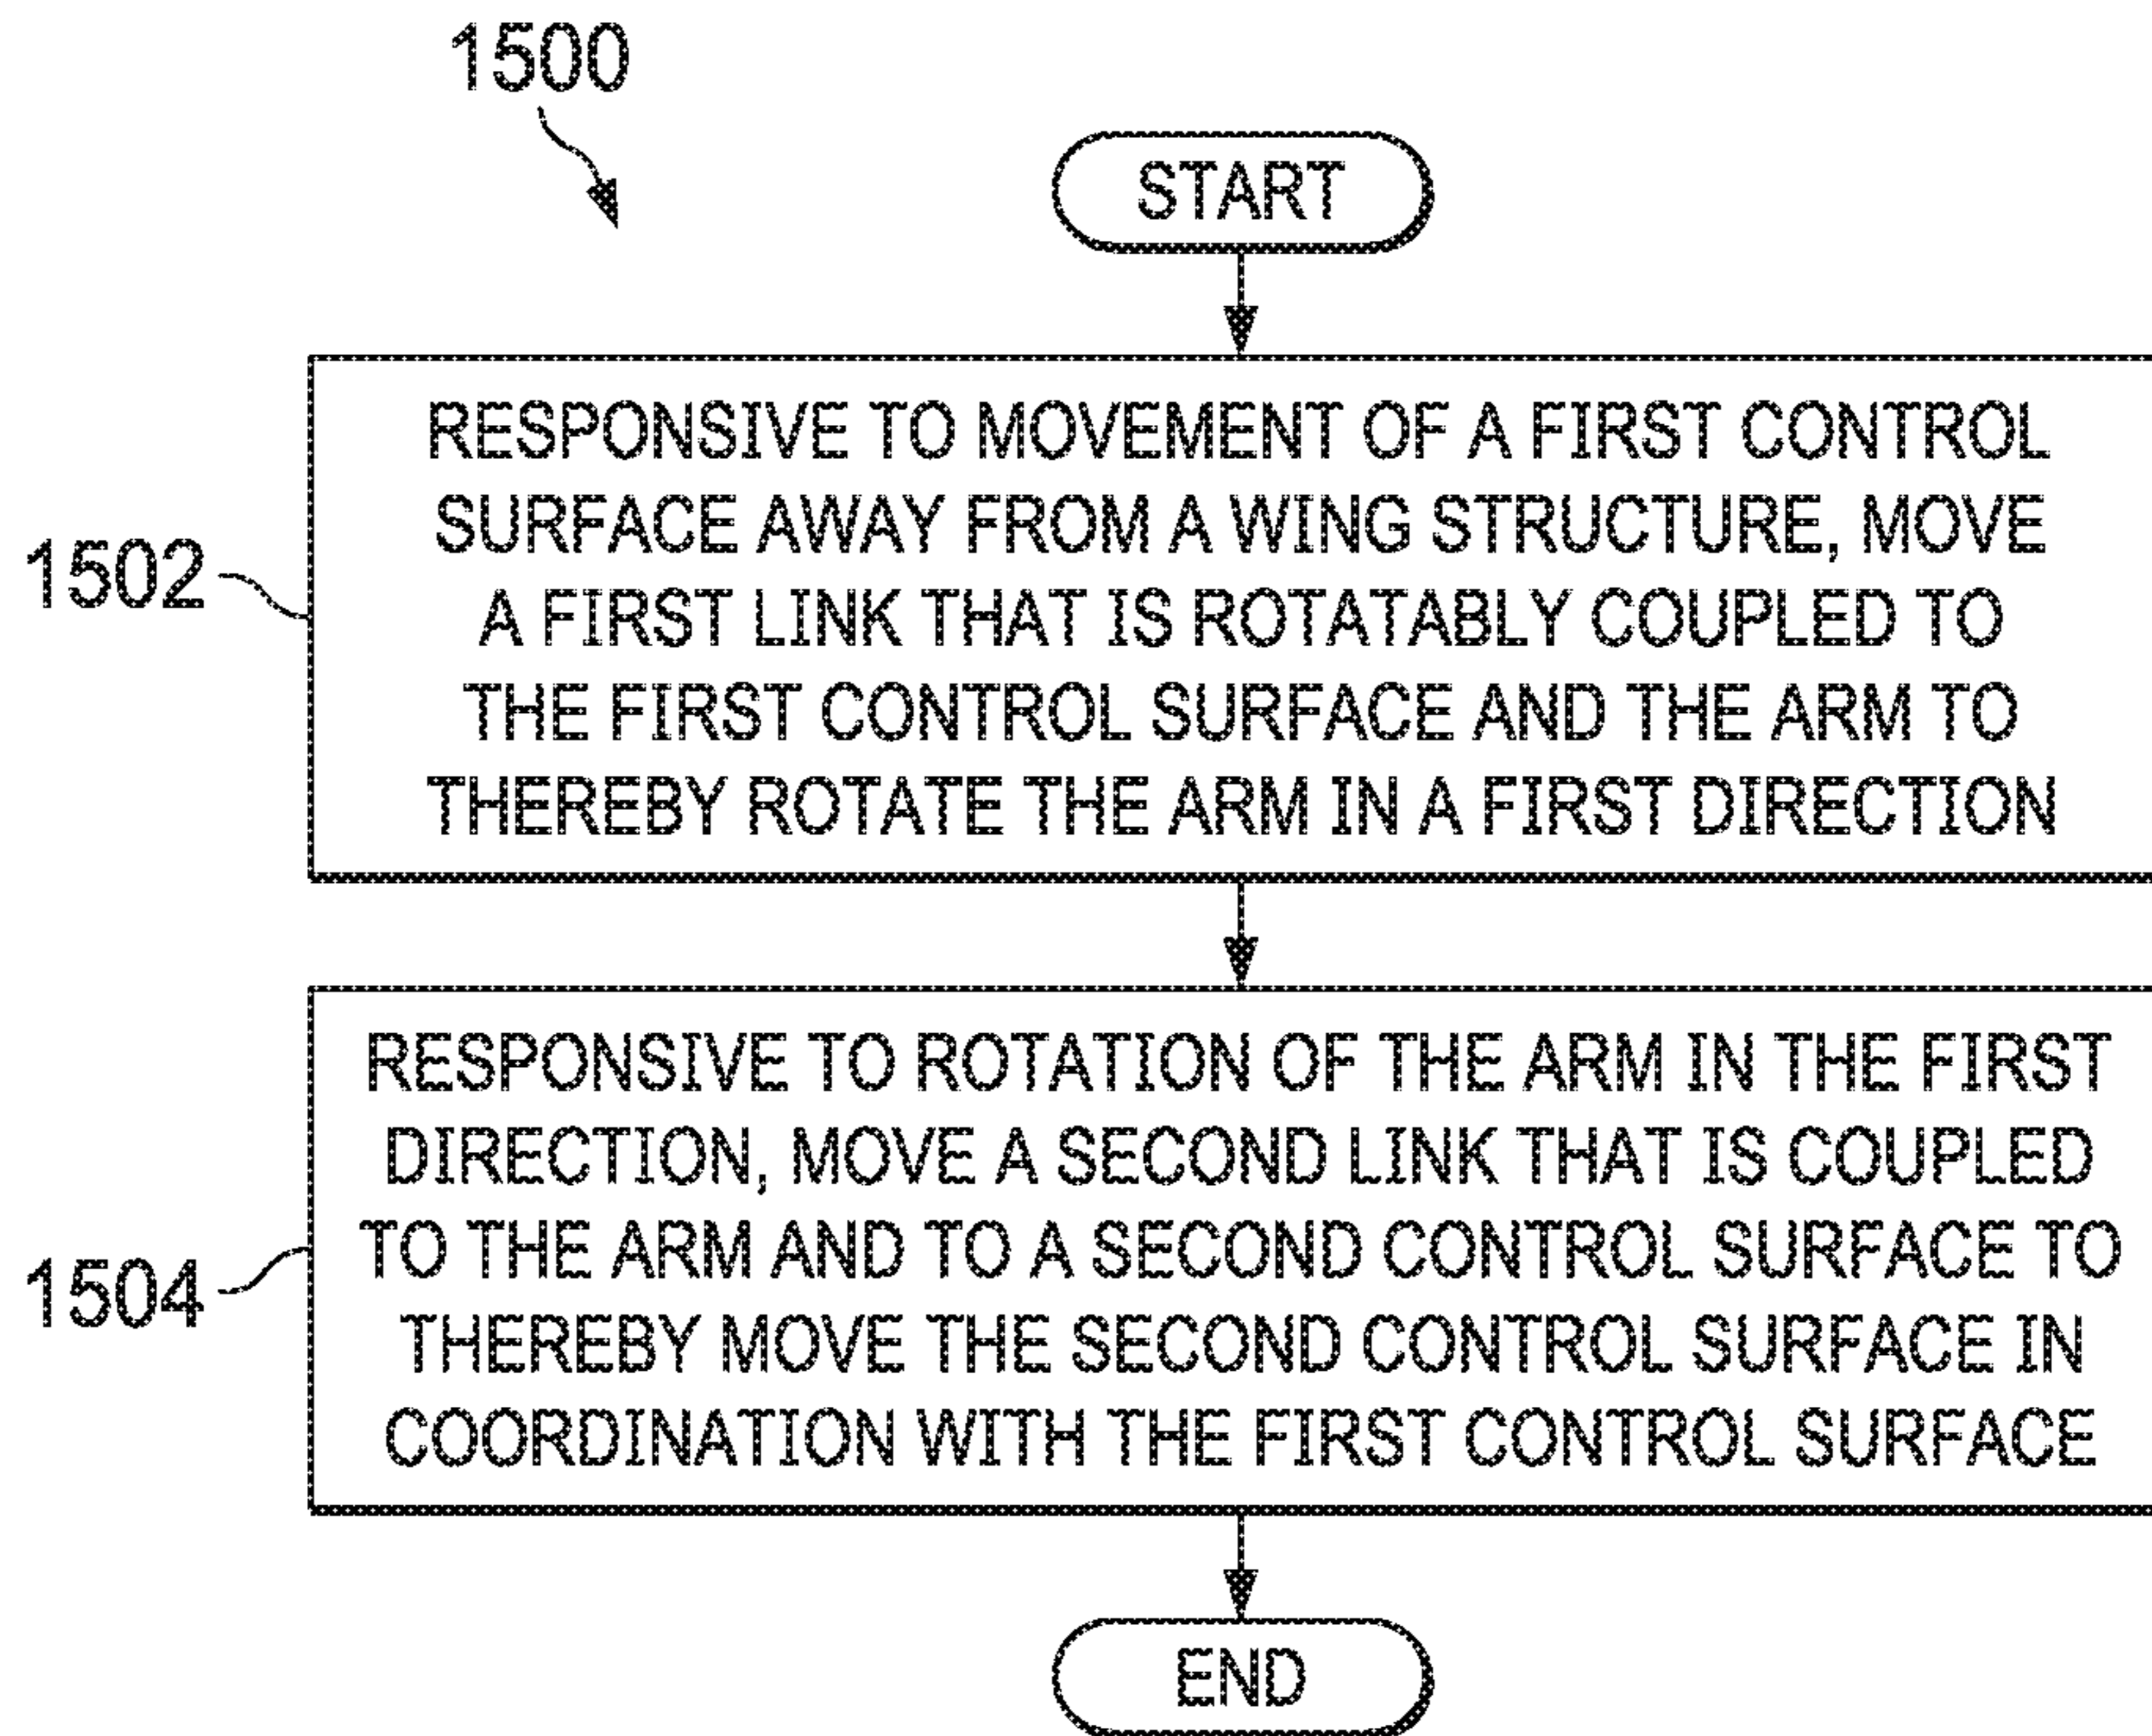 1500
START
1502
RESPONSIVE TO MOVEMENT OF A FIRST CONTROL
SURFACE AWAY FROM A WING STRUCTURE, MOVE
A FIRST LINK THAT IS ROTATABLY COUPLED TO
THE FIRST CONTROL SURFACE AND THE ARM TO
THEREBY ROTATE THE ARM IN A FIRST DIRECTION
1504
RESPONSIVE TO ROTATION OF THE ARM IN THE FIRST
DIRECTION, MOVE A SECOND LINK THAT IS COUPLED
TO THE ARM AND TO A SECOND CONTROL SURFACE TO
THEREBY MOVE THE SECOND CONTROL SURFACE IN
COORDINATION WITH THE FIRST CONTROL SURFACE
END